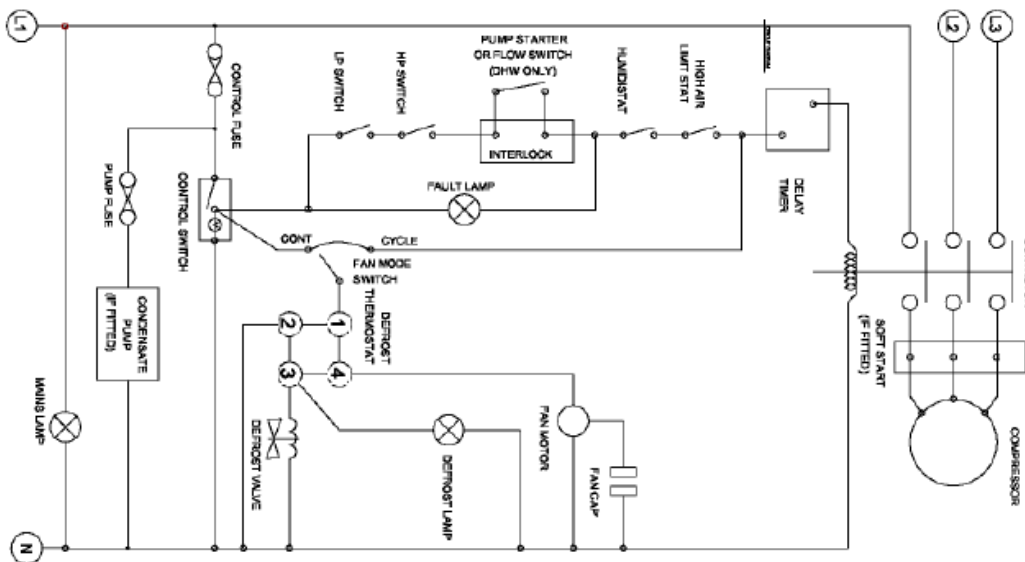 L1
L2
L3
PUMP STARTER
OR FLOW SWITCH
(DHW ONLY)
LP SWITCH
HP SWITCH
HUMIDISTAT
HIGH AIR
LIMIT STAT
CONTROL FUSE
INTERLOCK
PUMP FUSE
CONTROL SWITCH
FAULT LAMP
DELAY
TIMER
CONT
CYCLE
FAN MODE
SWITCH
DEFROST
THERMOSTAT
2
1
3
4
CONDENSATE
PUMP
(IF FITTED)
SOFT START
(IF FITTED)
MAINS LAMP
DEFROST VALVE
DEFROST LAMP
FAN MOTOR
FAN CAP'
COMPRESSOR
N